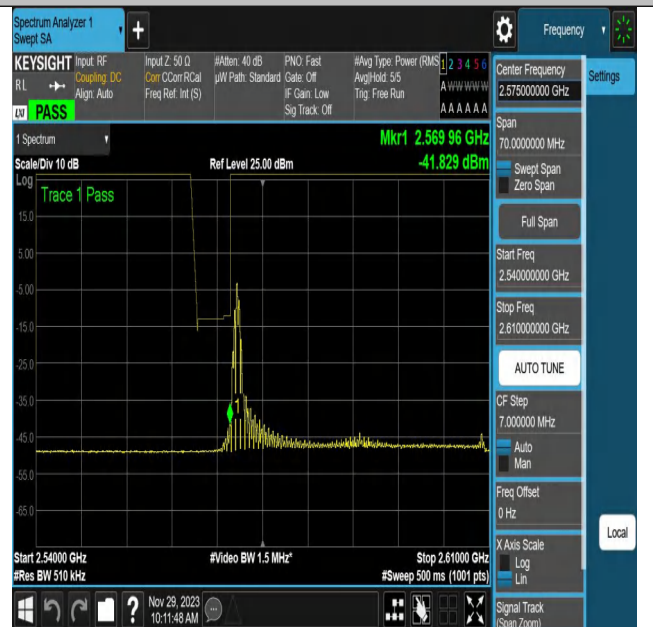 Spectrum Analyzer 1
Swept SA
+
Frequency
KEYSIGHT
RL
Input: RF
Coupling: DC
Align: Auto
Input Z: 50 Ω
Corr CCorr RCal
Freq Ref: Int (S)
#Atten: 40 dB
µW Path: Standard
PNO: Fast
Gate: Off
IF Gain: Low
Sig Track: Off
#Avg Type: Power (RMS
Avg|Hold: 5/5
Trig: Free Run
1 2 3 4 5 6
A W W W W W
A A A A A A
LXI PASS
1 Spectrum
Scale/Div 10 dB
Ref Level 25.00 dBm
Mkr1 2.569 96 GHz
-41.829 dBm
Log
Trace 1 Pass
15.0
5.00
-5.00
-15.0
-25.0
-35.0
-45.0
-55.0
-65.0
1
Start 2.54000 GHz
#Res BW 510 kHz
#Video BW 1.5 MHz*
Stop 2.61000 GHz
#Sweep 500 ms (1001 pts)
Center Frequency
2.575000000 GHz
Settings
Span
70.0000000 MHz
Swept Span
Zero Span
Full Span
Start Freq
2.540000000 GHz
Stop Freq
2.610000000 GHz
AUTO TUNE
CF Step
7.000000 MHz
Auto
Man
Freq Offset
0 Hz
X Axis Scale
Log
Lin
Local
Signal Track
(Span Zoom)
?
Nov 29, 2023
10:11:48 AM